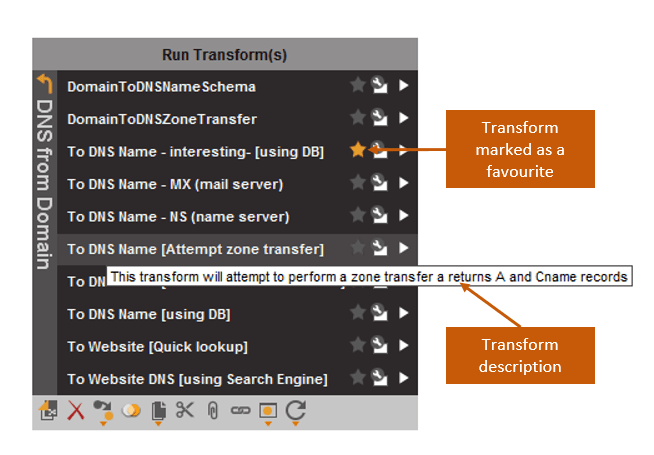 Run Transform(s)
DNS from Domain
DomainToDNSNameSchema
DomainToDNSZoneTransfer
To DNS Name - interesting- [using DB]
To DNS Name - MX (mail server)
To DNS Name - NS (name server)
To DNS Name [Attempt zone transfer]
This transform will attempt to perform a zone transfer a returns A and Cname records
To DN
To DNS Name [using DB]
To Website [Quick lookup]
To Website DNS [using Search Engine]
Transform
marked as a
favourite
Transform
description